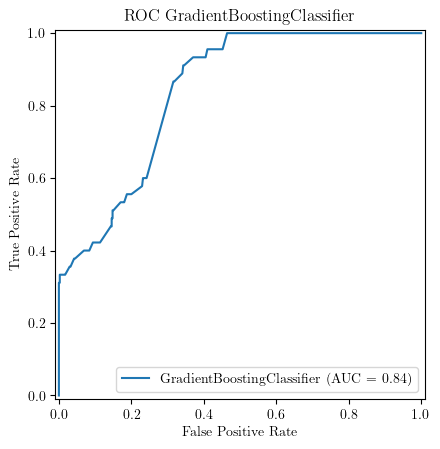 ROC GradientBoostingClassifier
1.0
0.8
0.6
0.4
0.2
0.0
True Positive Rate
GradientBoostingClassifier (AUC = 0.84)
0.0 0.2 0.4 0.6 0.8 1.0
False Positive Rate